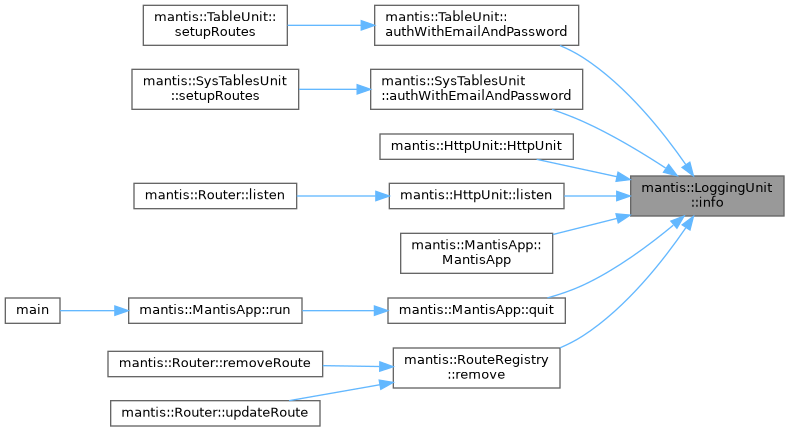 mantis::TableUnit::
setupRoutes
mantis::TableUnit::
authWithEmailAndPassword
mantis::SysTablesUnit
::setupRoutes
mantis::SysTablesUnit
::authWithEmailAndPassword
mantis::HttpUnit::HttpUnit
mantis::LoggingUnit
::info
mantis::Router::listen
mantis::HttpUnit::listen
mantis::MantisApp::
MantisApp
main
mantis::MantisApp::run
mantis::MantisApp::quit
mantis::Router::removeRoute
mantis::RouteRegistry
::remove
mantis::Router::updateRoute